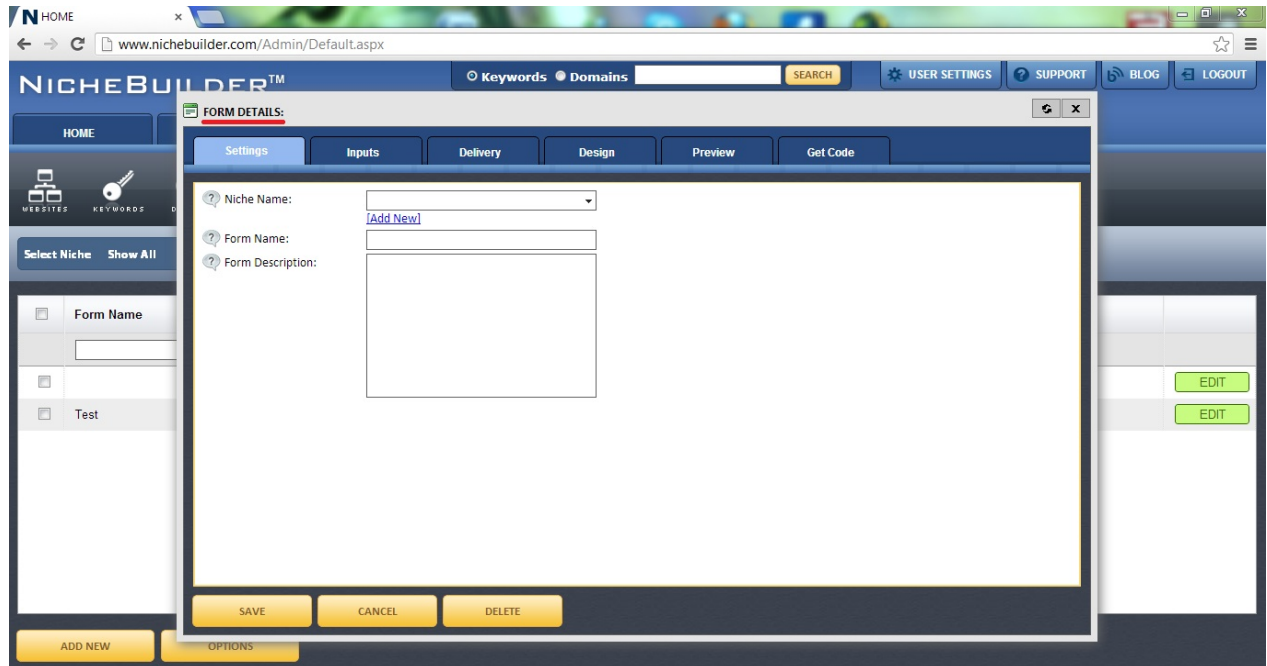 N HOME ×
www.nichebuilder.com/Admin/Default.aspx
NICHEBUILDER™
Keywords Domains SEARCH USER SETTINGS SUPPORT BLOG LOGOUT
FORM DETAILS: X
HOME
Settings Inputs Delivery Design Preview Get Code
WEBSITES KEYWORDS D
Niche Name:
[Add New]
Form Name:
Select Niche Show All
Form Description:
Form Name
EDIT
Test EDIT
SAVE CANCEL DELETE
ADD NEW OPTIONS